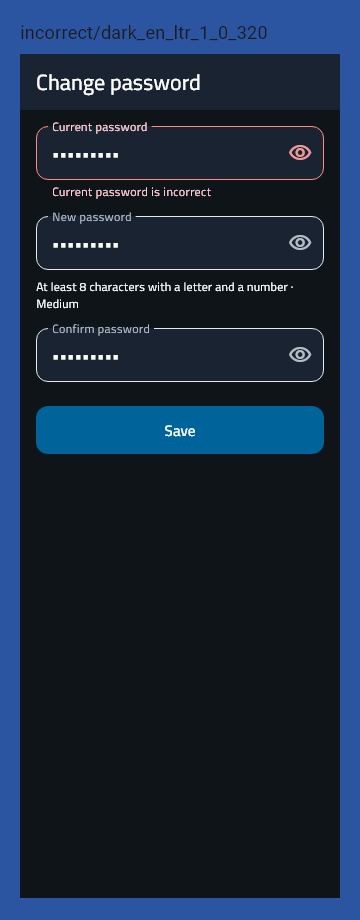 incorrect/dark_en_ltr_1_0_320
Change password
Current password
•••••••••
Current password is incorrect
New password
•••••••••
At least 8 characters with a letter and a number ·
Medium
Confirm password
•••••••••
Save